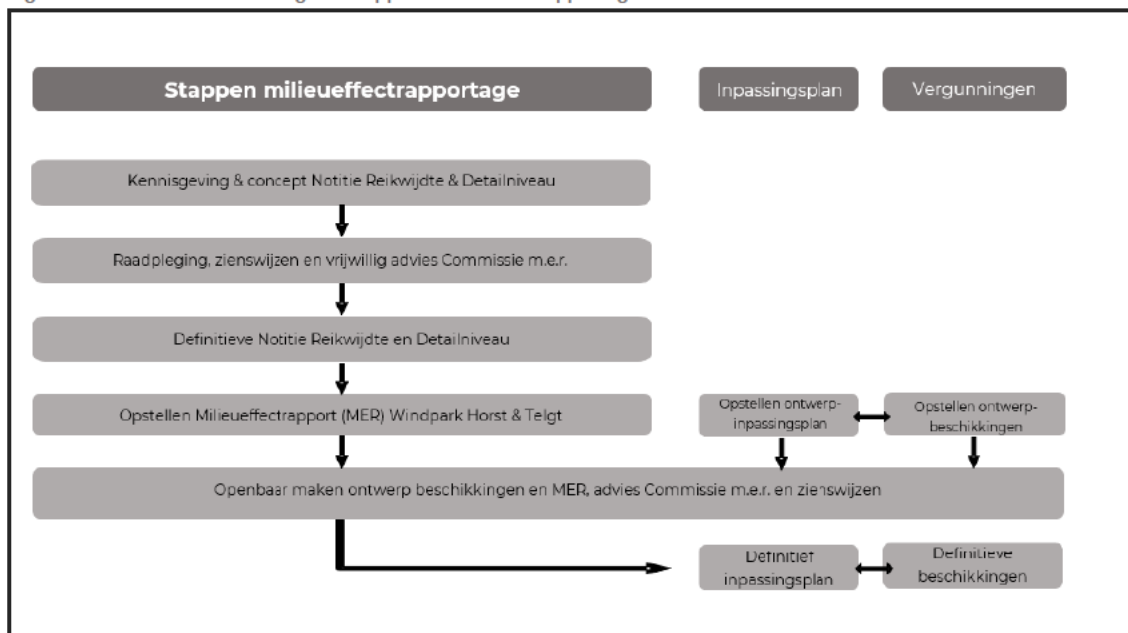 Stappen milieueffectrapportage
Inpassingsplan
Vergunningen
Kennisgeving & concept Notitie Reikwijdte & Detailniveau
Raadpleging, zienswijzen en vrijwillig advies Commissie m.e.r.
Definitieve Notitie Reikwijdte en Detailniveau
Opstellen Milieueffectrapport (MER) Windpark Horst & Telgt
Opstellen ontwerp-
inpassingsplan
Opstellen ontwerp-
beschikkingen
Openbaar maken ontwerp beschikkingen en MER, advies Commissie m.e.r. en zienswijzen
Definitief
inpassingsplan
Definitieve
beschikkingen